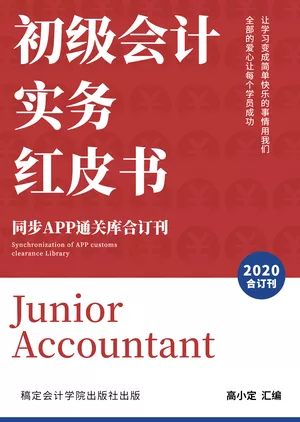 初级会计
实务
红皮书
让学习变成简单快乐的事情用我们
全部的爱心让每个学员成功
同步APP通关库合订刊
Synchronization of APP customs
clearance Library
2020
合订刊
Junior
Accountant
稿定会计学院出版社出版
高小定 汇编